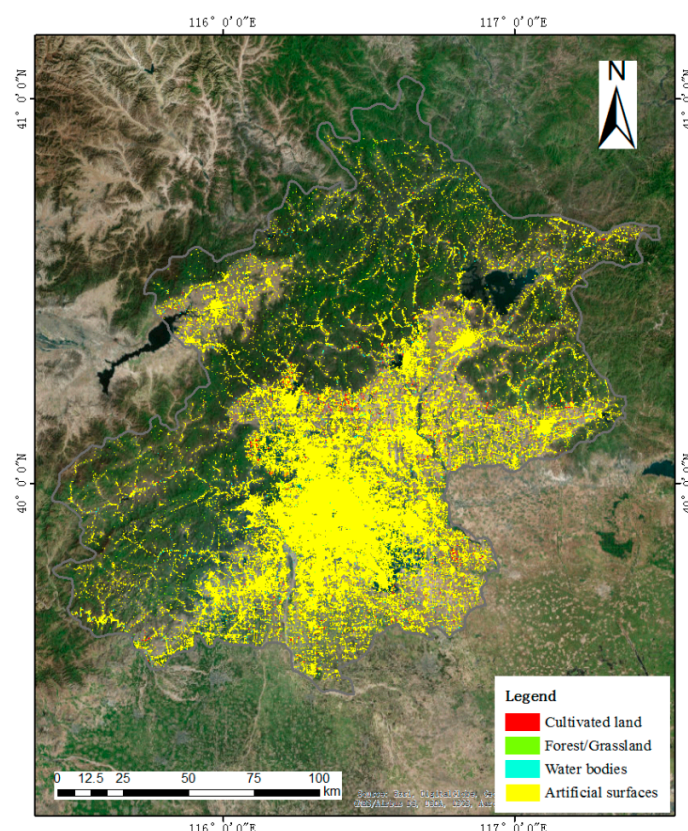 116° 0′0″E
117° 0′0″E
N
41° 0′0″N
41° 0′0″N
40° 0′0″N
40° 0′0″N
Legend
Cultivated land
Forest/Grassland
Water bodies
Artificial surfaces
0 12.5 25 50 75 100
km
116° 0′0″E
117° 0′0″E